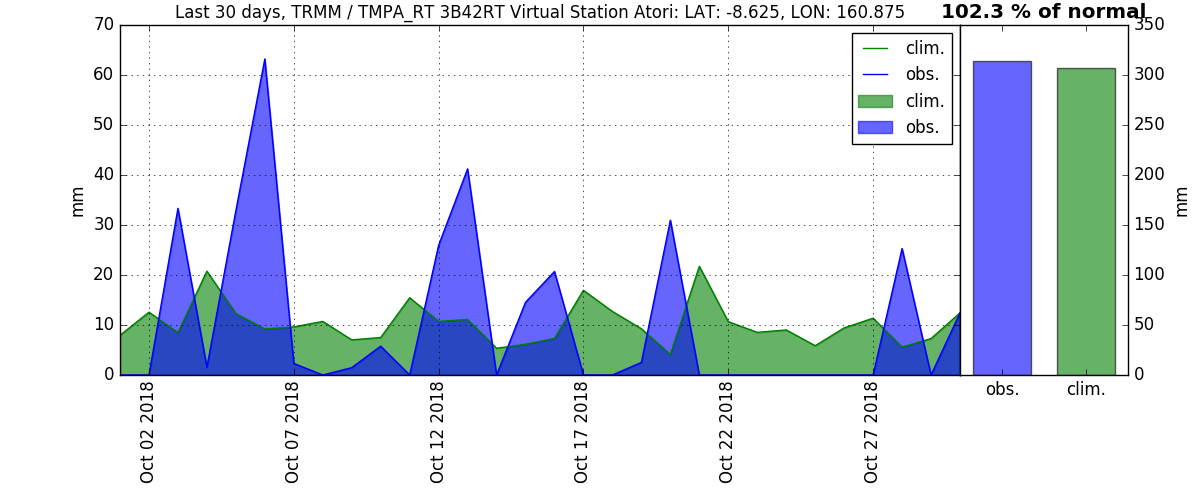 Last 30 days, TRMM / TMPA_RT 3B42RT Virtual Station Atori: LAT: -8.625, LON: 160.875
102.3 % of normal
70
60
50
40
30
20
10
0
mm
clim.
obs.
clim.
obs.
Oct 02 2018
Oct 07 2018
Oct 12 2018
Oct 17 2018
Oct 22 2018
Oct 27 2018
350
300
250
200
150
100
50
0
mm
obs.
clim.